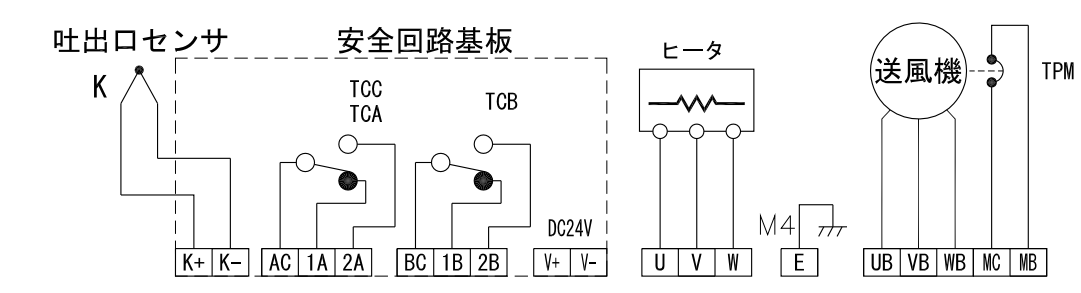 吐出口センサ
安全回路基板
ヒータ
送風機
TPM
K
TCC
TCA
TCB
DC24V
M4
K+ K-
AC 1A 2A
BC 1B 2B
V+ V-
U V W
E
UB VB WB MC MB